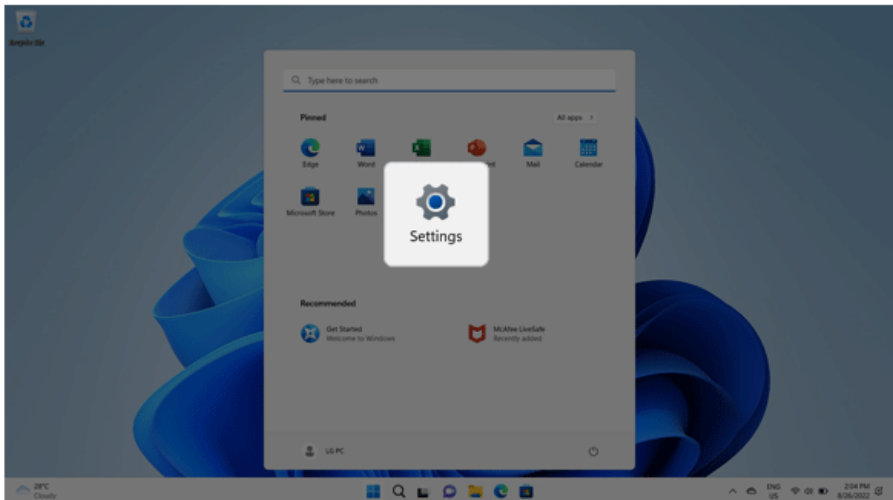 Recycle Bin
Type here to search
Pinned
All apps >
Edge
Word
Mail
Calendar
Microsoft Store
Photos
Settings
Recommended
Get Started
Welcome to Windows
McAfee LiveSafe
Recently added
LG PC
28°C
Cloudy
ENG
US
2:04 PM
8/26/2022